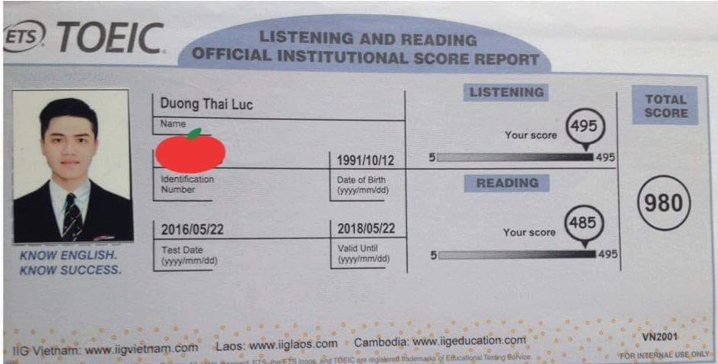 ETS TOEIC
LISTENING AND READING
OFFICIAL INSTITUTIONAL SCORE REPORT
Duong Thai Luc
Name
Identification
Number
1991/10/12
Date of Birth
(yyyy/mm/dd)
2016/05/22
Test Date
(yyyy/mm/dd)
2018/05/22
Valid Until
(yyyy/mm/dd)
LISTENING
Your score
495
5
495
READING
Your score
485
5
495
TOTAL
SCORE
980
KNOW ENGLISH.
KNOW SUCCESS.
IIG Vietnam: www.iigvietnam.com Laos: www.iiglaos.com Cambodia: www.iigeducation.com
VN2001
FOR INTERNAL USE ONLY
ETS, the ETS logos, and TOEIC are registered trademarks of Educational Testing Service